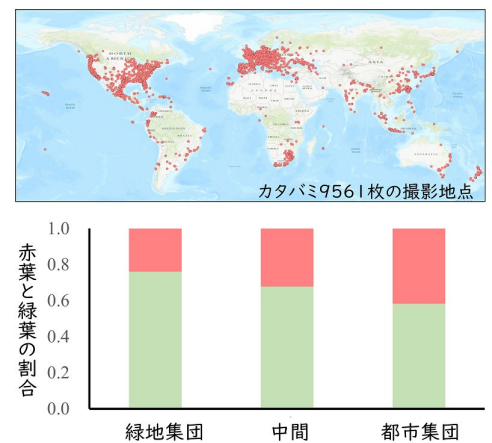 NORTH
AMERICA
ASIA
カタバミ9561枚の撮影地点
1.0
0.8
0.6
0.4
0.2
0.0
赤葉と緑葉の割合
緑地集団
中間
都市集団